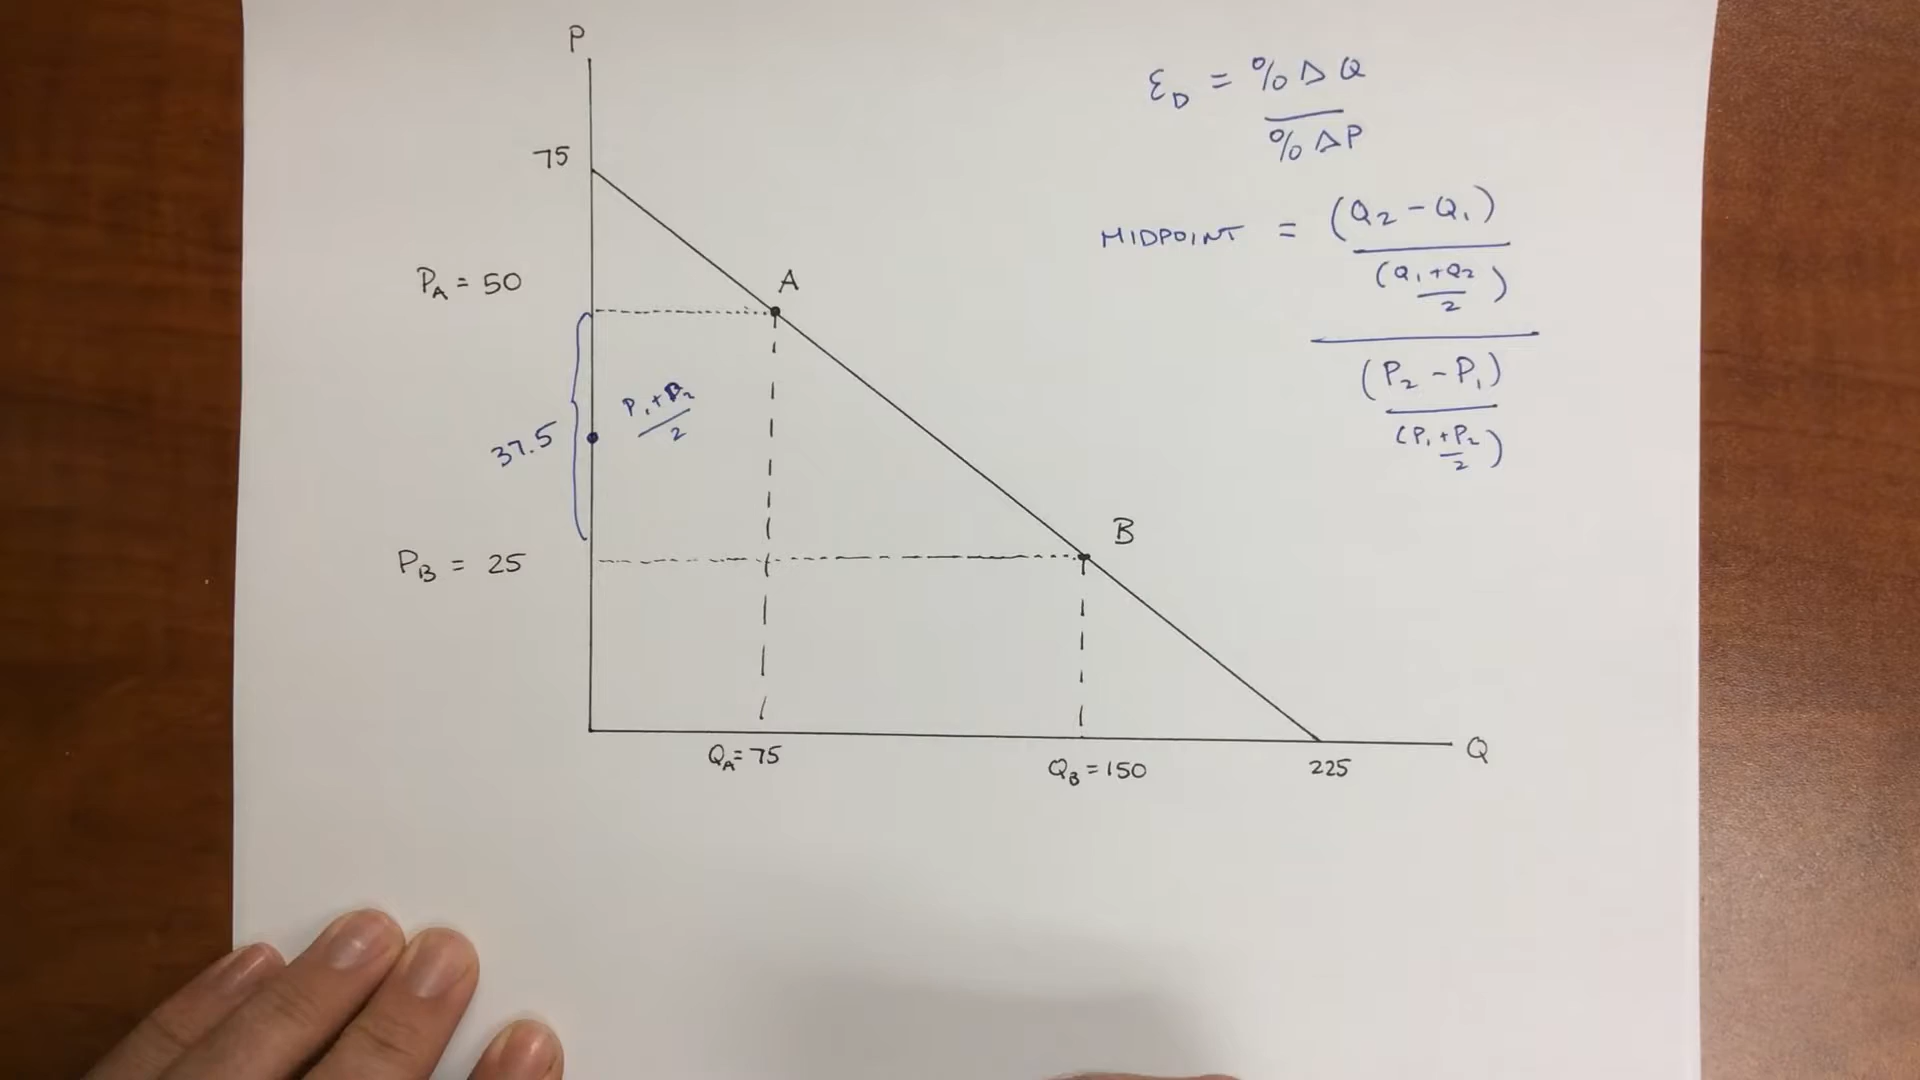 P
75
P_A = 50
A
37.5
P₁+P₂
2
P_B = 25
B
Q_A=75
Q_B=150
225
Q
Ɛ_D = %ΔQ
%ΔP
MIDPOINT = (Q₂-Q₁)
(Q₁+Q₂
2)
(P₂-P₁)
(P₁+P₂
2)